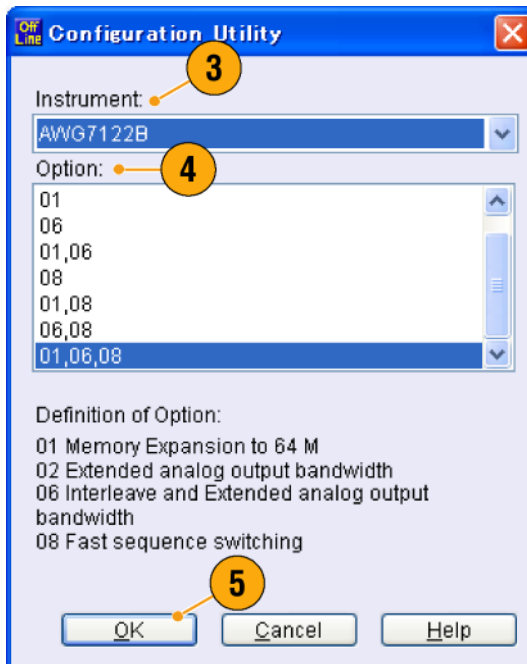 Off Line Configuration Utility
3
Instrument:
AWG7122B
4
Option:
01
06
01,06
08
01,08
06,08
01,06,08
Definition of Option:
01 Memory Expansion to 64 M
02 Extended analog output bandwidth
06 Interleave and Extended analog output
bandwidth
08 Fast sequence switching
5
OK Cancel Help